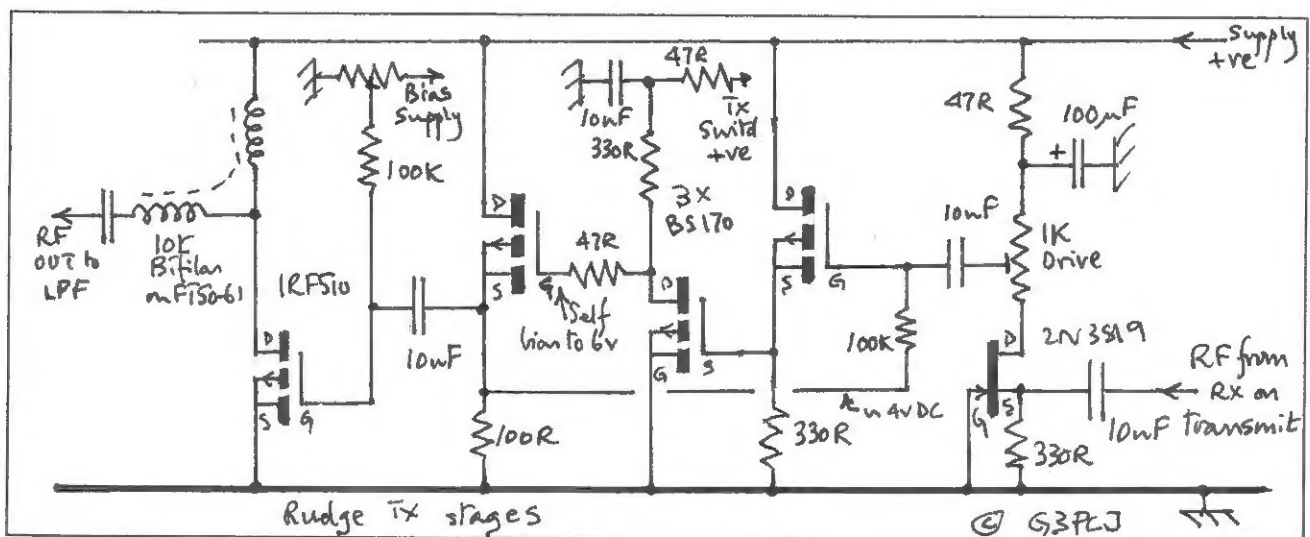 Supply
+ve
47R
Bias
Supply
10nF
Tx
Switd
+ve
47R
100µF
+
100K
330R
3X
BS170
D
S
G
47R
D
G
10nF
1K
Drive
RF
OUT to
LPF
10t
Bifilar
on FT50-61
IRF510
10nF
Self
bias to 6v
D
G
S
100K
2N3819
D
G
S
RF from
RX on
Transmit
10nF
D
S
G
100R
330R
~ 4V DC
330R
Rudge Tx stages
© G3PCJ